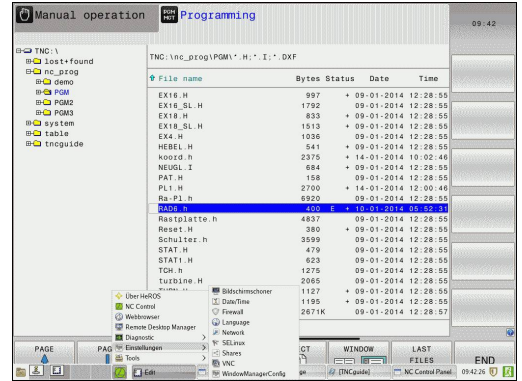 Manual operation
PGM MGT Programming
09:42
TNC:\
lost+found
nc_prog
demo
PGM
PGM2
PGM3
system
table
tncguide
TNC:\nc_prog\PGM\*.H;*.I;*.DXF
File name Bytes Status Date Time
EX16.H 997 + 09-01-2014 12:28:55
EX16_SL.H 1792 09-01-2014 12:28:55
EX18.H 833 + 09-01-2014 12:28:55
EX18_SL.H 1513 + 09-01-2014 12:28:55
EX4.H 1036 09-01-2014 12:28:55
HEBEL.H 541 + 09-01-2014 12:28:55
koord.h 2375 + 14-01-2014 10:02:46
NEUGL.I 684 + 09-01-2014 12:28:55
PAT.H 158 09-01-2014 12:28:55
PL1.H 2700 + 14-01-2014 12:00:46
Ra-Pl.h 6920 09-01-2014 12:28:55
RAD6.h 400 E + 10-01-2014 05:52:31
Rastplatte.h 4837 09-01-2014 12:28:55
Reset.H 380 + 09-01-2014 12:28:55
Schulter.h 3599 09-01-2014 12:28:55
STAT.H 479 09-01-2014 12:28:55
STAT1.H 623 09-01-2014 12:28:55
TCH.h 1275 09-01-2014 12:28:55
turbine.H 2065 09-01-2014 12:28:55
1127 + 09-01-2014 12:28:55
1195 + 09-01-2014 12:28:55
2671K 09-01-2014 12:28:57
Über HeROS
NC Control
Webbrowser
Remote Desktop Manager
Diagnostic
Einstellungen
Tools
Bildschirmschoner
Date/Time
Firewall
Language
Network
SELinux
Shares
VNC
WindowManagerConfig
PAGE
PAG
CT
WINDOW
LAST FILES
END
Edit
ge
[TNCguide]
NC Control Panel
09:42:26